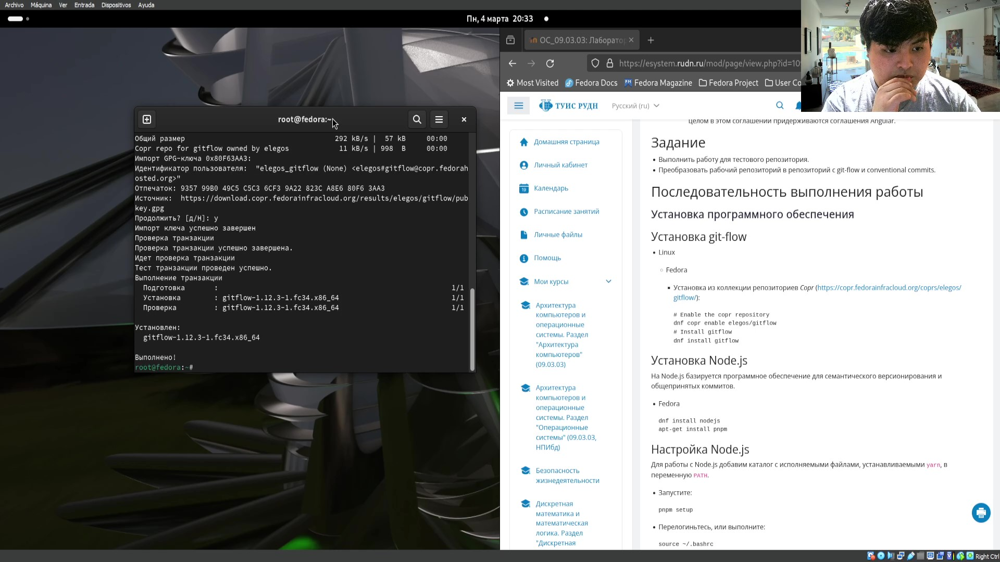 Archivo Máquina Ver Entrada Dispositivos Ayuda
Пн, 4 марта 20:33
root@fedora:~
Общий размер 292 kB/s | 57 kB 00:00
Copr repo for gitflow owned by elegos 11 kB/s | 998 B 00:00
Импорт GPG-ключа 0x80F63AA3:
Идентификатор пользователя: "elegos_gitflow (None) <elegos#gitflow@copr.fedorah
osted.org>"
Отпечаток: 9357 99B0 49C5 C5C3 6CF3 9A22 823C A8E6 80F6 3AA3
Источник: https://download.copr.fedorainfracloud.org/results/elegos/gitflow/pub
key.gpg
Продолжить? [д/Н]: y
Импорт ключа успешно завершен
Проверка транзакции
Проверка транзакции успешно завершена.
Идет проверка транзакции
Тест транзакции проведен успешно.
Выполнение транзакции
Подготовка : 1/1
Установка : gitflow-1.12.3-1.fc34.x86_64 1/1
Проверка : gitflow-1.12.3-1.fc34.x86_64 1/1
Установлен:
gitflow-1.12.3-1.fc34.x86_64
Выполнено!
root@fedora:~#
ОС_09.03.03: Лаборатор
https://esystem.rudn.ru/mod/page/view.php?id=10
Most Visited Fedora Docs Fedora Magazine Fedora Project User Co
ТУИС РУДН Русский (ru)
Домашняя страница
Личный кабинет
Календарь
Расписание занятий
Личные файлы
Помощь
Мои курсы
Архитектура
компьютеров и
операционные
системы. Раздел
"Архитектура
компьютеров"
(09.03.03)
Архитектура
компьютеров и
операционные
системы. Раздел
"Операционные
системы" (09.03.03,
НПИбд)
Безопасность
жизнедеятельности
Дискретная
математика и
математическая
логика. Раздел
"Дискретная
целом в этом соглашении придерживаются соглашения Angular.
Задание
• Выполнить работу для тестового репозитория.
• Преобразовать рабочий репозиторий в репозиторий с git-flow и conventional commits.
Последовательность выполнения работы
Установка программного обеспечения
Установка git-flow
• Linux
○ Fedora
▪ Установка из коллекции репозиториев Copr (https://copr.fedorainfracloud.org/coprs/elegos/
gitflow/):
# Enable the copr repository
dnf copr enable elegos/gitflow
# Install gitflow
dnf install gitflow
Установка Node.js
На Node.js базируется программное обеспечение для семантического версионирования и
общепринятых коммитов.
• Fedora
dnf install nodejs
apt-get install pnpm
Настройка Node.js
Для работы с Node.js добавим каталог с исполняемыми файлами, устанавливаемыми yarn, в
переменную PATH.
• Запустите:
pnpm setup
• Перелогиньтесь, или выполните:
source ~/.bashrc
Right Ctrl